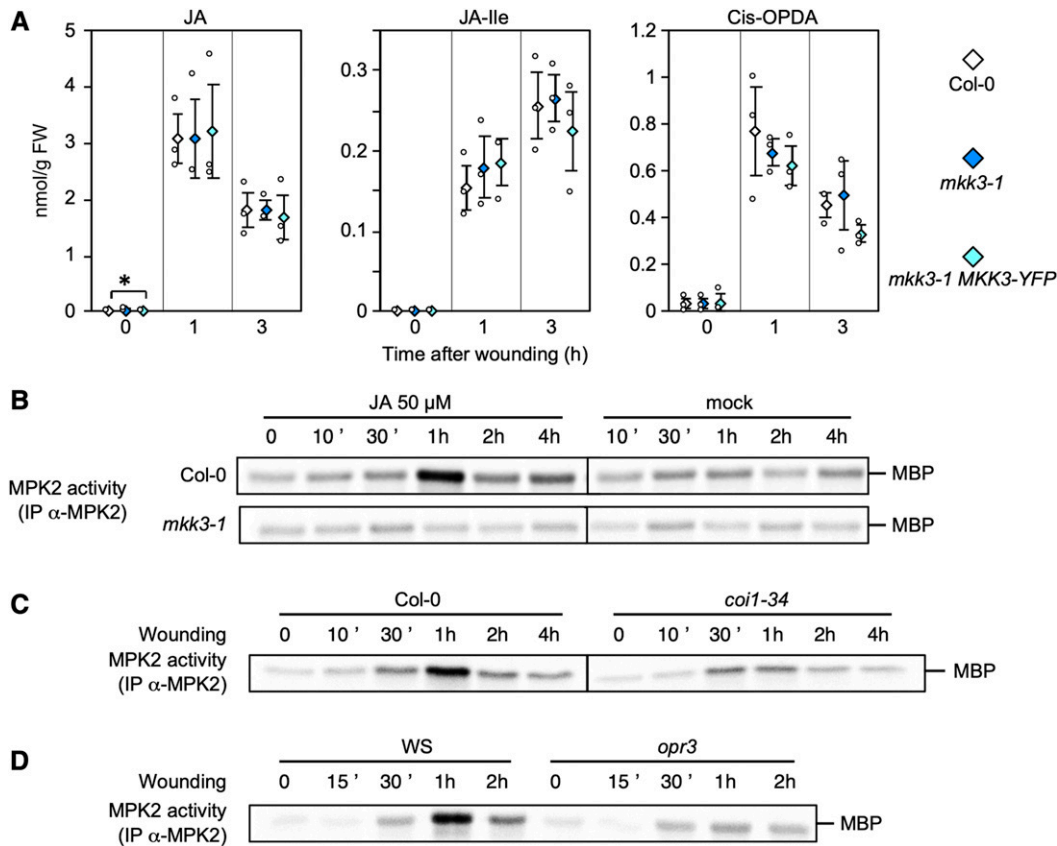 A
JA
JA-Ile
Cis-OPDA
nmol/g FW
5
4
3
2
1
0
*
0 1 3
0.3
0.2
0.1
0
0 1 3
1.2
1
0.8
0.6
0.4
0.2
0
0 1 3
Time after wounding (h)
Col-0
mkk3-1
mkk3-1 MKK3-YFP
B
JA 50 µM mock
0 10 ’ 30 ’ 1h 2h 4h 10 ’ 30 ’ 1h 2h 4h
MPK2 activity
(IP α-MPK2)
Col-0 MBP
mkk3-1 MBP
C
Col-0 coi1-34
Wounding 0 10 ’ 30 ’ 1h 2h 4h 0 10 ’ 30 ’ 1h 2h 4h
MPK2 activity
(IP α-MPK2)
MBP
D
WS opr3
Wounding 0 15 ’ 30 ’ 1h 2h 0 15 ’ 30 ’ 1h 2h
MPK2 activity
(IP α-MPK2)
MBP